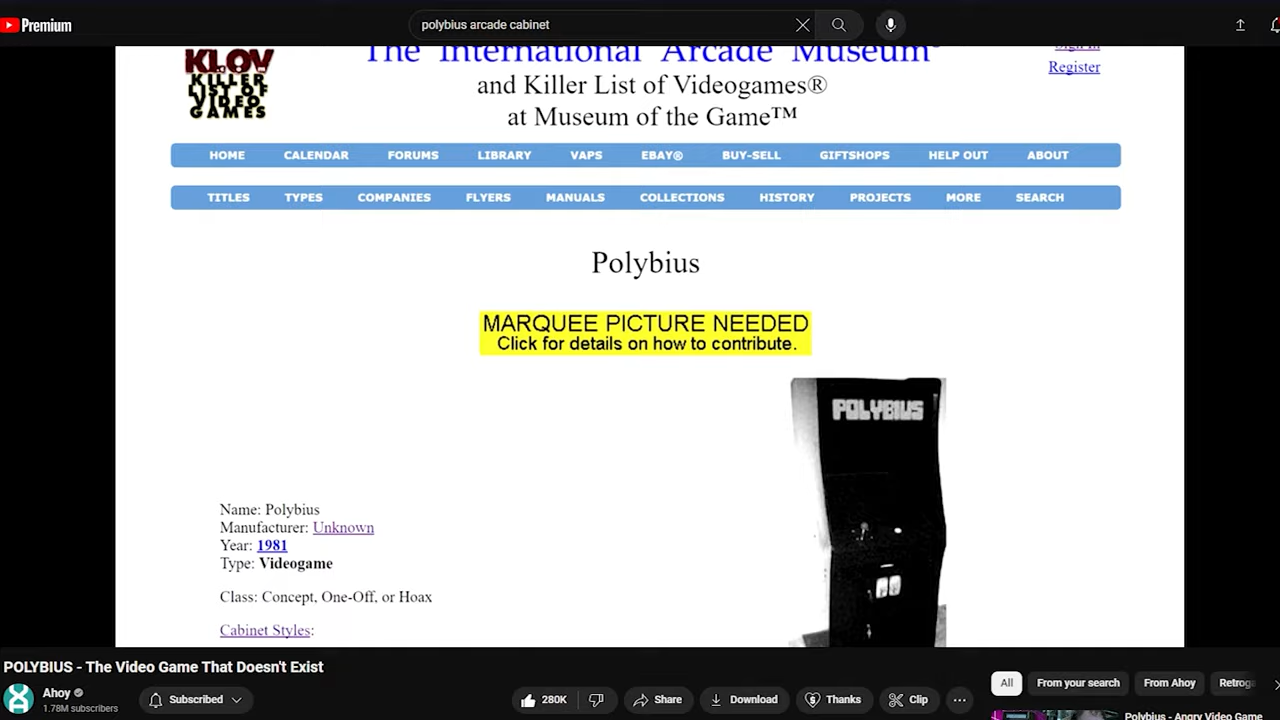 Premium
polybius arcade cabinet
KLOV
KILLER
LIST OF
VIDEO
GAMES
The International Arcade Museum®
and Killer List of Videogames®
at Museum of the Game™
Sign In
Register
HOME CALENDAR FORUMS LIBRARY VAPS EBAY® BUY-SELL GIFTSHOPS HELP OUT ABOUT
TITLES TYPES COMPANIES FLYERS MANUALS COLLECTIONS HISTORY PROJECTS MORE SEARCH
Polybius
MARQUEE PICTURE NEEDED
Click for details on how to contribute.
POLYBIUS
Name: Polybius
Manufacturer: Unknown
Year: 1981
Type: Videogame
Class: Concept, One-Off, or Hoax
Cabinet Styles:
POLYBIUS - The Video Game That Doesn't Exist
Ahoy
1.78M subscribers
Subscribed
280K
Share
Download
Thanks
Clip
All
From your search
From Ahoy
Retroga
Polybius - Angry Video Game